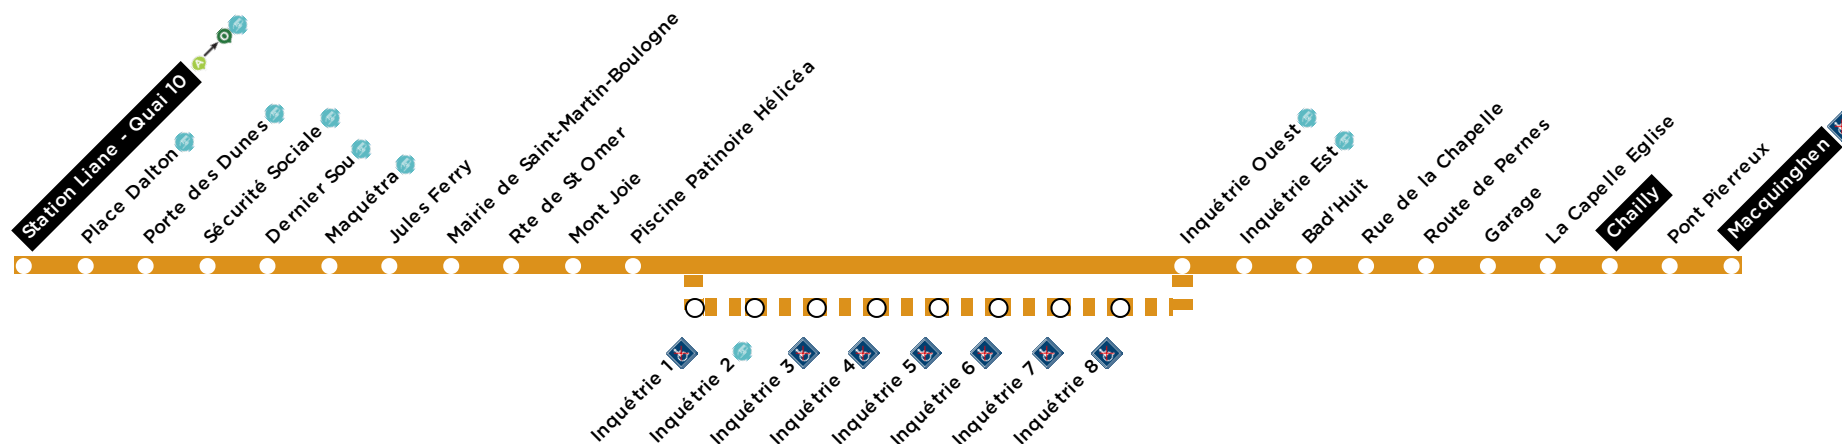 Station Liane - Quai 10
A
O
Place Dalton
Porte des Dunes
Sécurité Sociale
Dernier Sou
Maquétra
Jules Ferry
Mairie de Saint-Martin-Boulogne
Rte de St Omer
Mont Joie
Piscine Patinoire Hélicéa
Inquétrie Ouest
Inquétrie Est
Bad'Huit
Rue de la Chapelle
Route de Pernes
Garage
La Capelle Eglise
Chailly
Pont Pierreux
Macquinghen
Inquétrie 1
Inquétrie 2
Inquétrie 3
Inquétrie 4
Inquétrie 5
Inquétrie 6
Inquétrie 7
Inquétrie 8